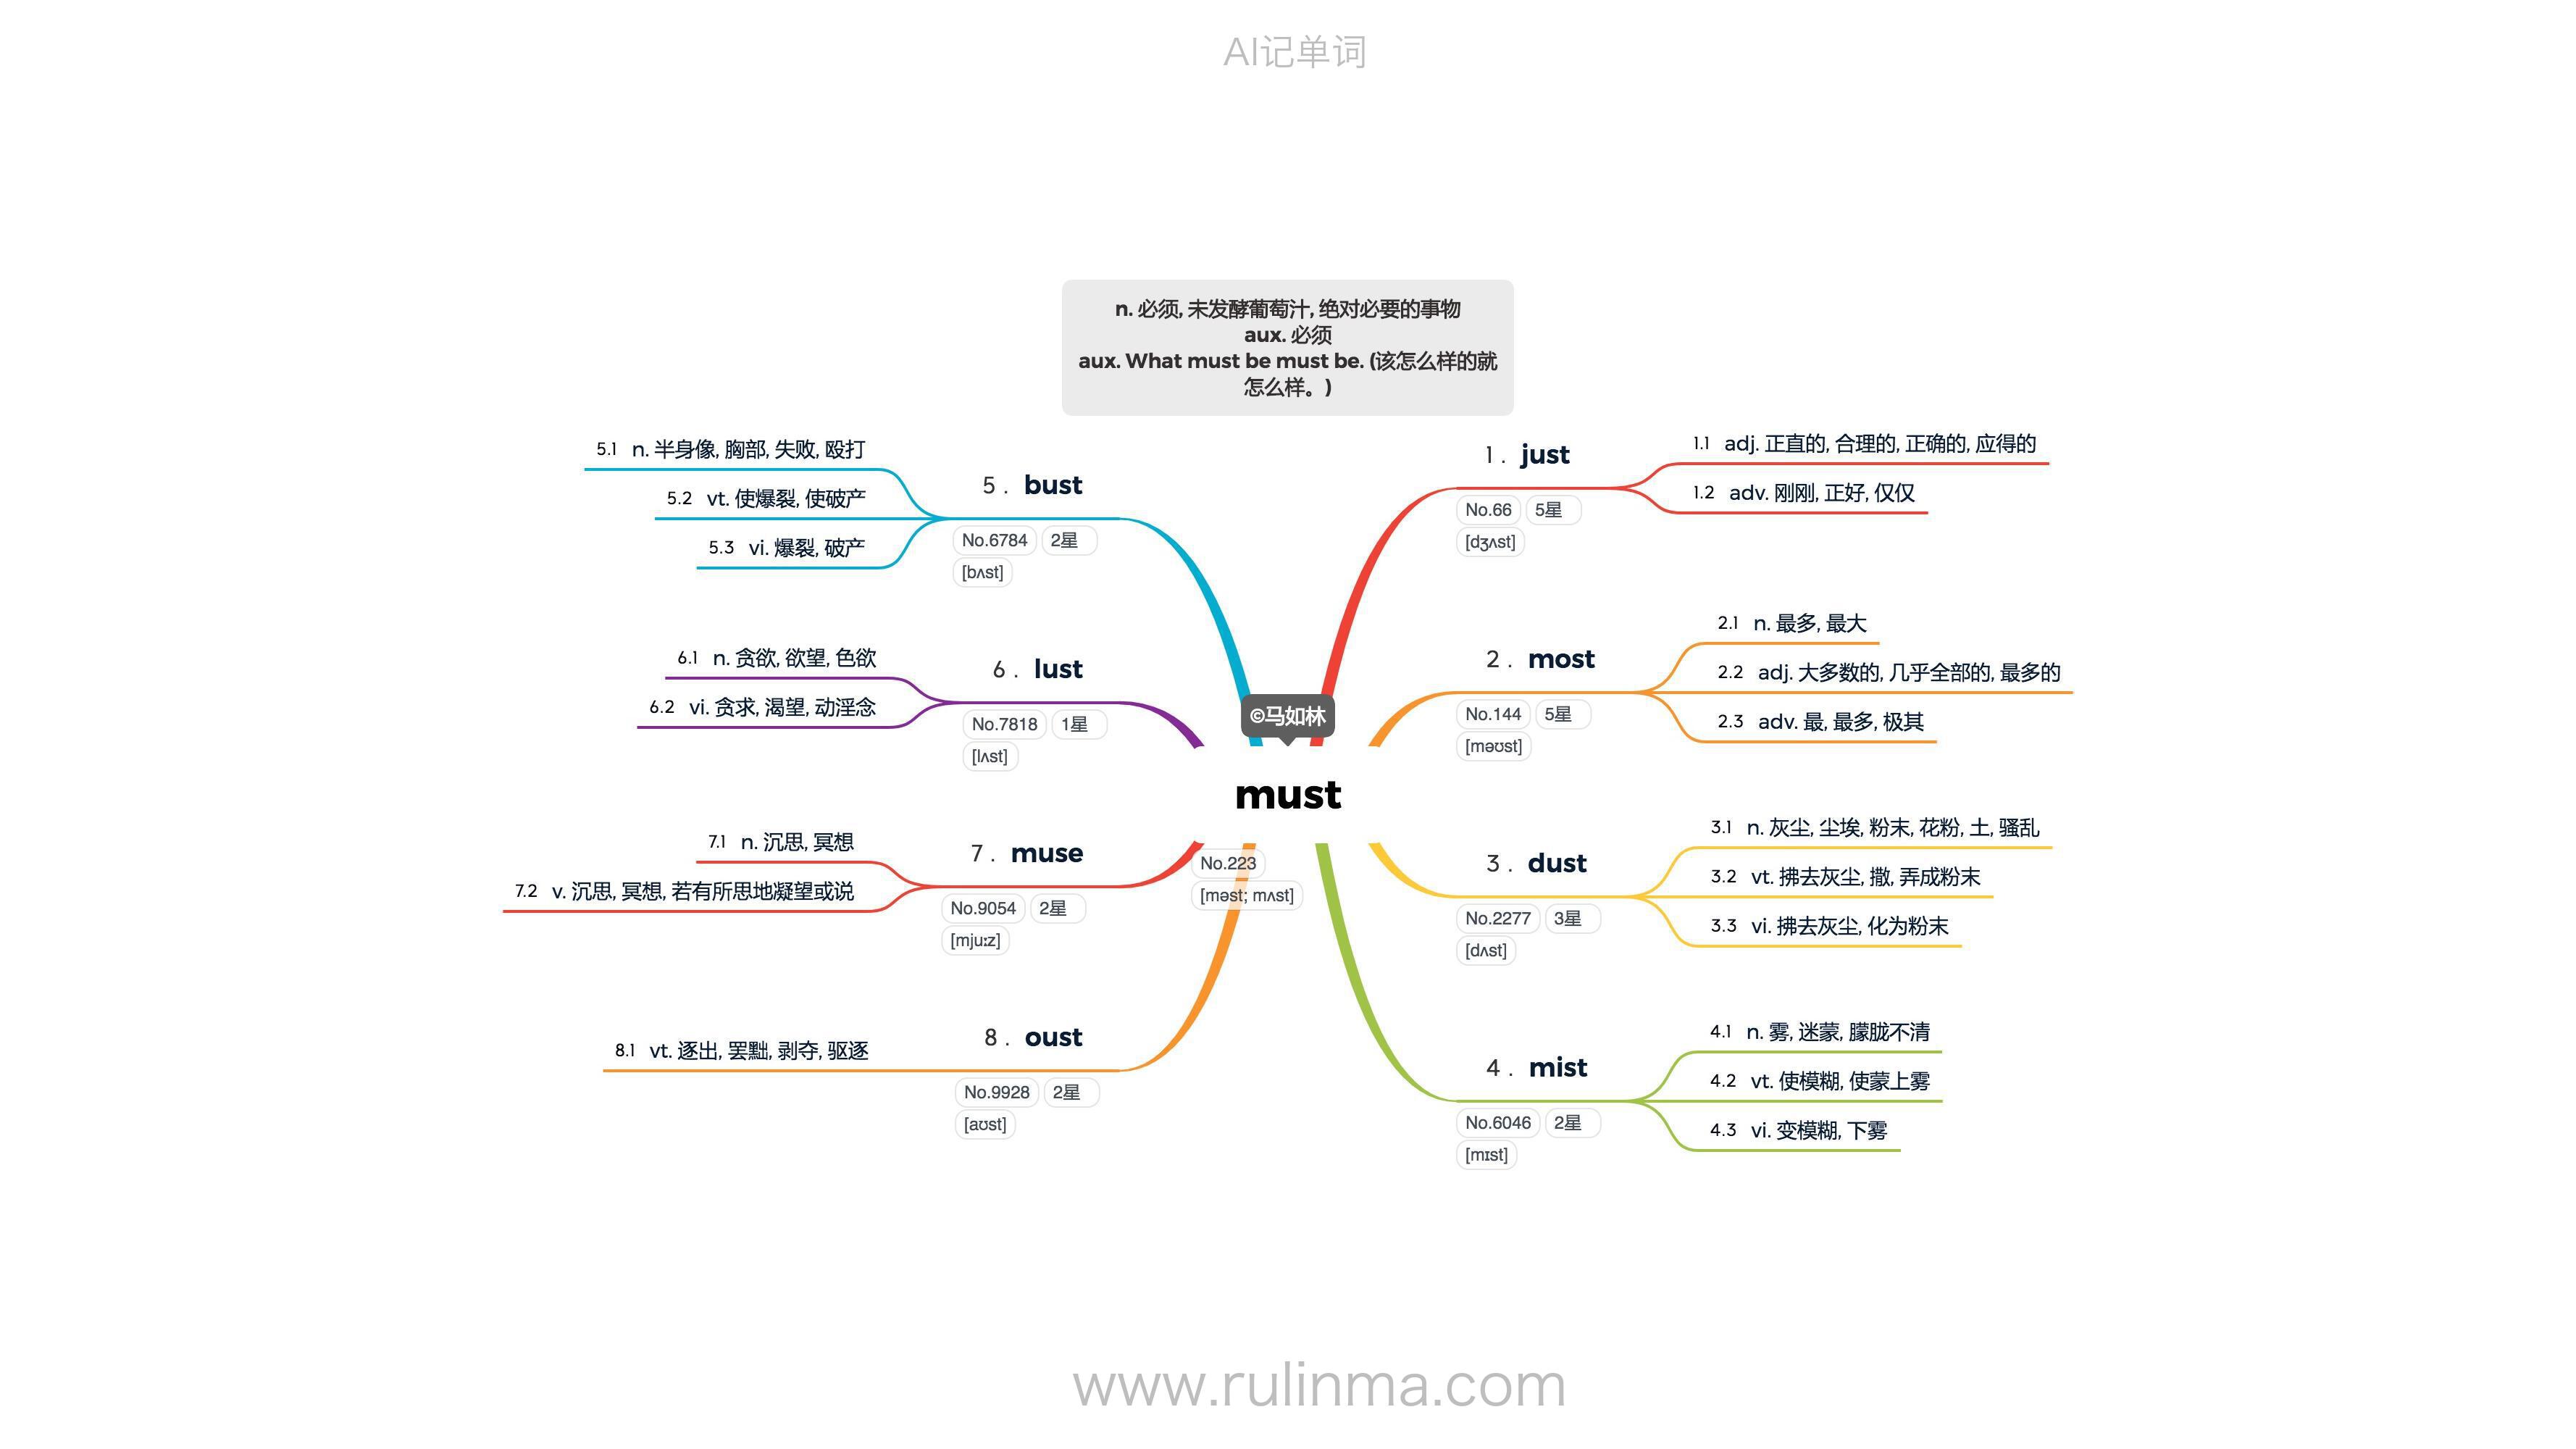 AI记单词
n. 必须, 未发酵葡萄汁, 绝对必要的事物
aux. 必须
aux. What must be must be. (该怎么样的就
怎么样。)
©马如林
must
No.223
[məst; mʌst]
1 . just
No.66 5星
[dʒʌst]
1.1 adj. 正直的, 合理的, 正确的, 应得的
1.2 adv. 刚刚, 正好, 仅仅
2 . most
No.144 5星
[məʊst]
2.1 n. 最多, 最大
2.2 adj. 大多数的, 几乎全部的, 最多的
2.3 adv. 最, 最多, 极其
3 . dust
No.2277 3星
[dʌst]
3.1 n. 灰尘, 尘埃, 粉末, 花粉, 土, 骚乱
3.2 vt. 拂去灰尘, 撒, 弄成粉末
3.3 vi. 拂去灰尘, 化为粉末
4 . mist
No.6046 2星
[mɪst]
4.1 n. 雾, 迷蒙, 朦胧不清
4.2 vt. 使模糊, 使蒙上雾
4.3 vi. 变模糊, 下雾
5 . bust
No.6784 2星
[bʌst]
5.1 n. 半身像, 胸部, 失败, 殴打
5.2 vt. 使爆裂, 使破产
5.3 vi. 爆裂, 破产
6 . lust
No.7818 1星
[lʌst]
6.1 n. 贪欲, 欲望, 色欲
6.2 vi. 贪求, 渴望, 动淫念
7 . muse
No.9054 2星
[mjuːz]
7.1 n. 沉思, 冥想
7.2 v. 沉思, 冥想, 若有所思地凝望或说
8 . oust
No.9928 2星
[aʊst]
8.1 vt. 逐出, 罢黜, 剥夺, 驱逐
www.rulinma.com